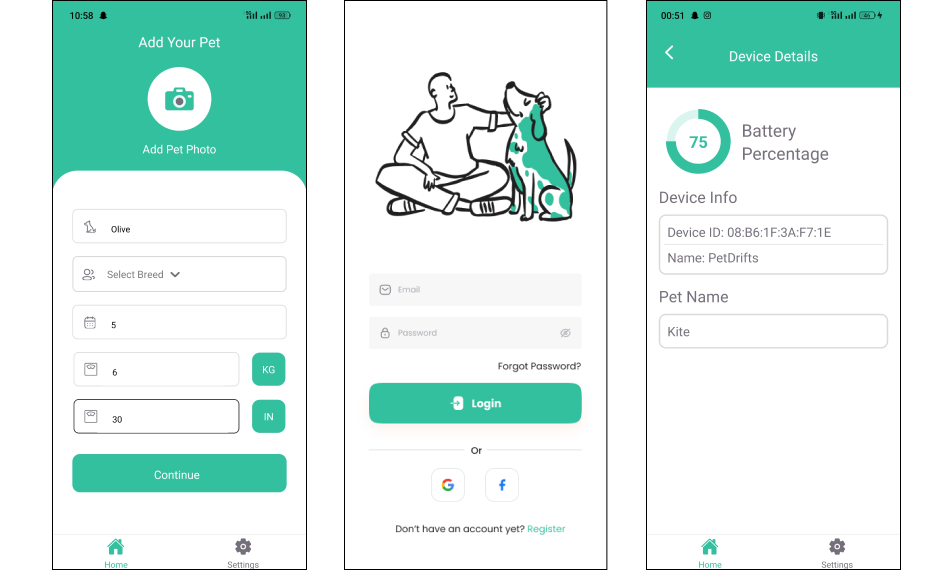 10:58
Add Your Pet
Add Pet Photo
Olive
Select Breed
5
6
KG
30
IN
Continue
Home
Settings
Email
Password
Forgot Password?
Login
Or
Don't have an account yet? Register
00:51
Device Details
75
Battery
Percentage
Device Info
Device ID: 08:B6:1F:3A:F7:1E
Name: PetDrifts
Pet Name
Kite
Home
Settings